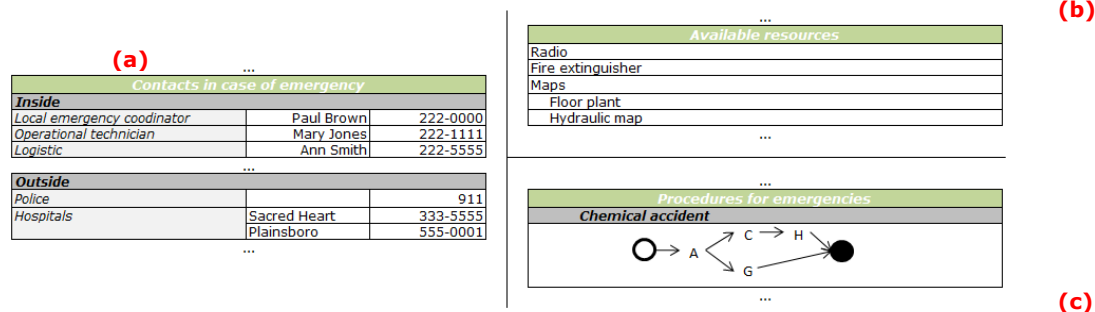 (a)
...
Contacts in case of emergency
Inside
Local emergency coodinator Paul Brown 222-0000
Operational technician Mary Jones 222-1111
Logistic Ann Smith 222-5555
...
Outside
Police 911
Hospitals Sacred Heart 333-5555
Plainsboro 555-0001
...
(b)
...
Available resources
Radio
Fire extinguisher
Maps
Floor plant
Hydraulic map
...
...
Procedures for emergencies
Chemical accident
C H
A
G
...
(c)